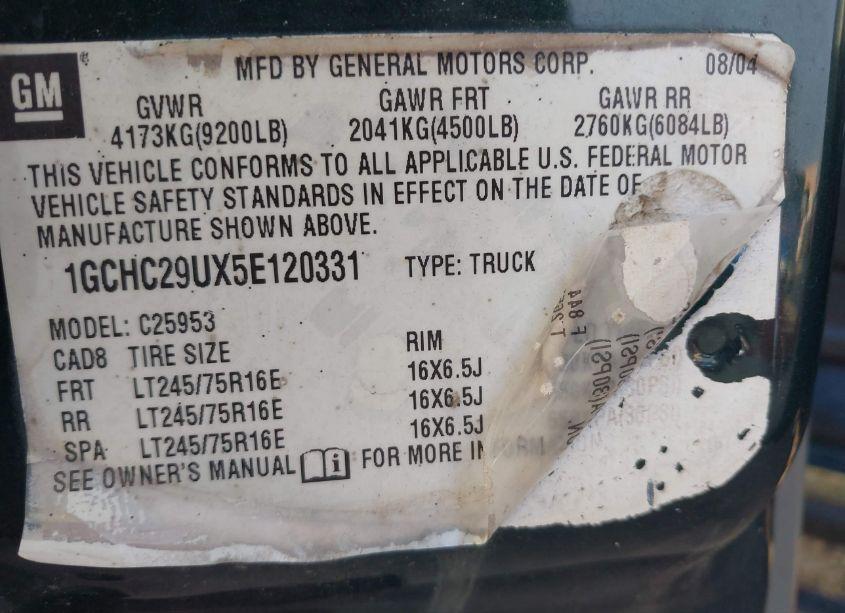 GM
MFD BY GENERAL MOTORS CORP. 08/04
GVWR GAWR FRT GAWR RR
4173KG(9200LB) 2041KG(4500LB) 2760KG(6084LB)
THIS VEHICLE CONFORMS TO ALL APPLICABLE U.S. FEDERAL MOTOR
VEHICLE SAFETY STANDARDS IN EFFECT ON THE DATE OF
MANUFACTURE SHOWN ABOVE.
1GCHC29UX5E120331 TYPE: TRUCK
MODEL: C25953
CAD8 TIRE SIZE RIM
FRT LT245/75R16E 16X6.5J
RR LT245/75R16E 16X6.5J
SPA LT245/75R16E 16X6.5J
SEE OWNER'S MANUAL FOR MORE IN